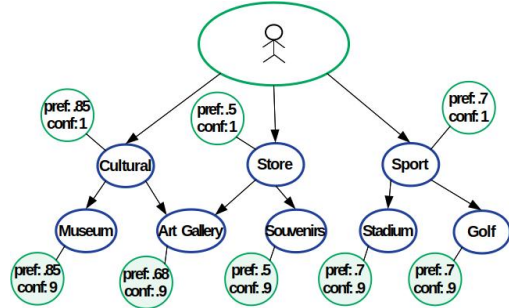 pref: .85
conf: 1
pref: .5
conf: 1
pref: .7
conf: 1
Cultural
Store
Sport
Museum
Art Gallery
Souvenirs
Stadium
Golf
pref: .85
conf: 9
pref: .68
conf: .9
pref: .5
conf: .9
pref: .7
conf: .9
pref: .7
conf: .9